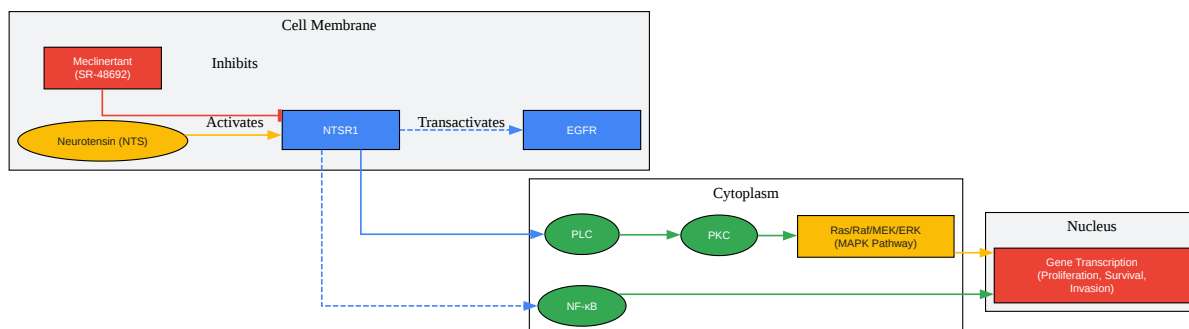 Cell Membrane
Meclinertant
(SR-48692)
Inhibits
Neurotensin (NTS)
Activates
NTSR1
Transactivates
EGFR
Cytoplasm
PLC
PKC
Ras/Raf/MEK/ERK
(MAPK Pathway)
NF-κB
Nucleus
Gene Transcription
(Proliferation, Survival,
Invasion)